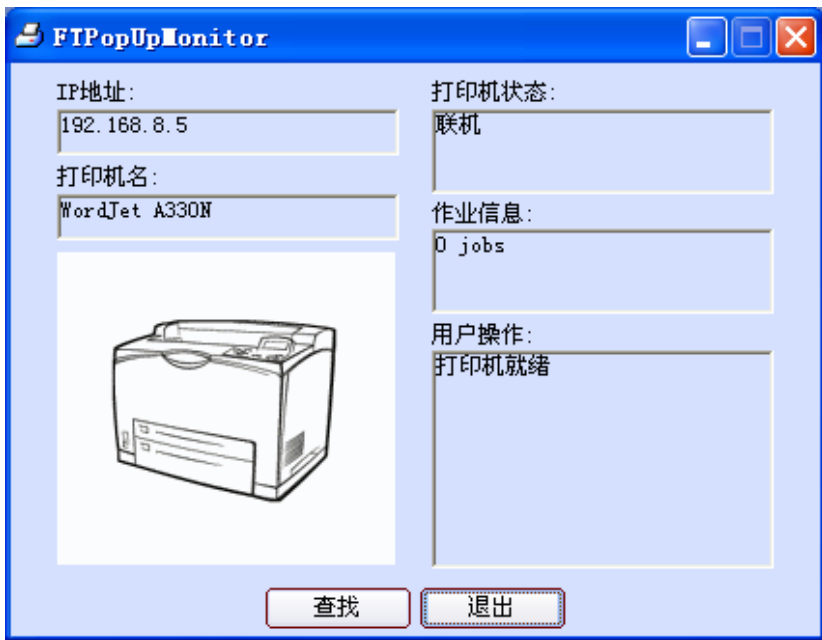 FTPopUpMonitor
IP地址:
192.168.8.5
打印机名:
WordJet A330N
打印机状态:
联机
作业信息:
0 jobs
用户操作:
打印机就绪
查找
退出